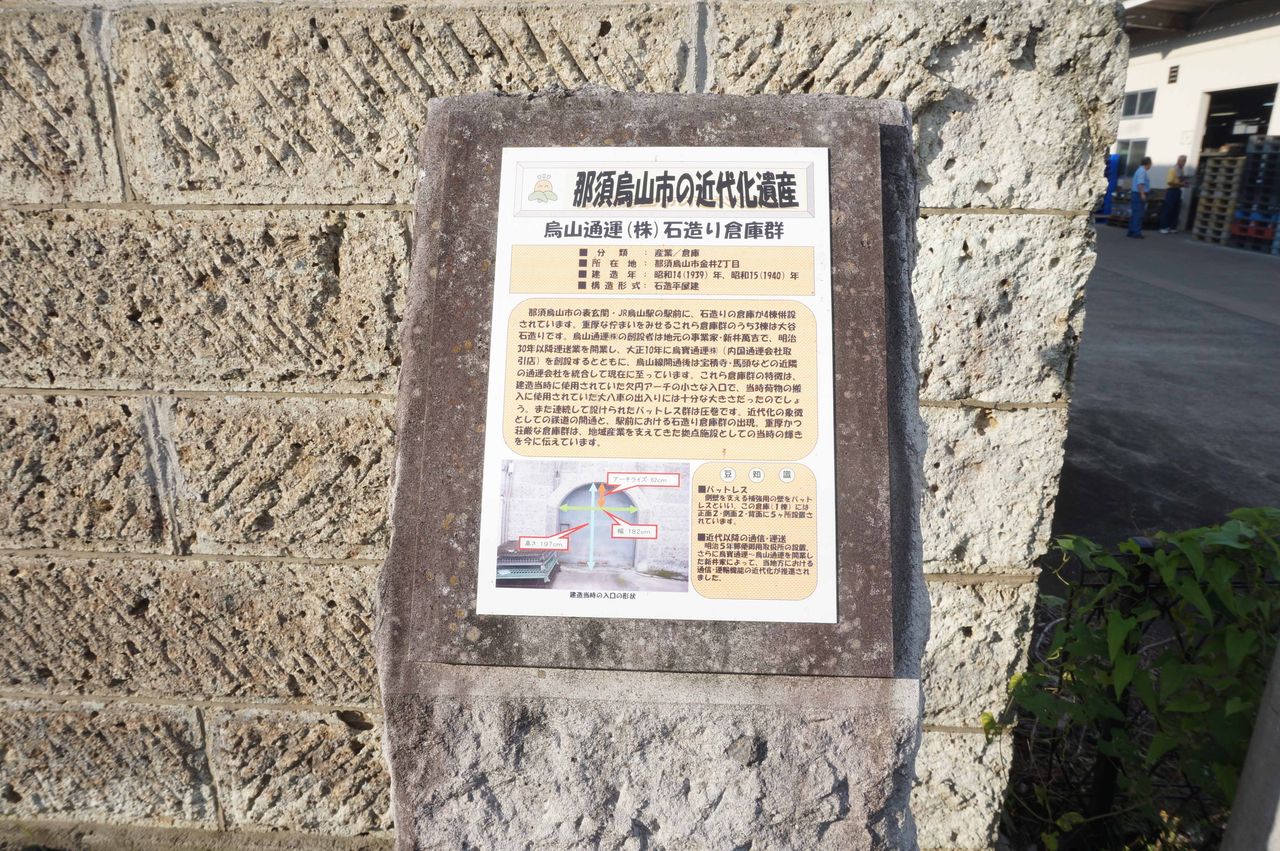 那須烏山市の近代化遺産
烏山通運(株)石造り倉庫群
■ 分類 : 産業/倉庫
■ 所在地 : 那須烏山市金井2丁目
■ 建造年 : 昭和14(1939)年、昭和15(1940)年
■ 構造形式 : 石造平屋建
那須烏山市の表玄関・JR烏山駅の駅前に、石造りの倉庫が4棟併設
されています。重厚な佇まいをみせるこれら倉庫群のうち3棟は大谷
石造りです。烏山通運㈱の創設者は地元の事業家・新井萬吉で、明治
30年以降運送業を開業し、大正10年に烏寶通運㈱(内国通運会社取
引店)を創設するとともに、烏山線開通後は宝積寺・馬頭などの近隣
の通運会社を統合して現在に至っています。これら倉庫群の特徴は、
建造当時に使用されていた欠円アーチの小さな入口で、当時荷物の搬
入に使用されていた大八車の出入りには十分な大きさだったのでしょ
う。また連続して設けられたバットレス群は圧巻です。近代化の象徴
としての鉄道の開通と、駅前における石造り倉庫群の出現。重厚かつ
荘厳な倉庫群は、地域産業を支えてきた拠点施設としての当時の輝き
を今に伝えています。
アーチライズ:62cm
幅:182cm
高さ:197cm
建造当時の入口の形状
豆知識
■バットレス
側壁を支える補強用の壁をバット
レスといい、この倉庫(1棟)には
正面2・側面2・背面に5ヶ所設置さ
れています。
■近代以降の通信・運送
明治5年郵便御用取扱所の設置、
さらに烏寶通運～烏山通運を開業し
た新井家によって、当地方における
通信・運輸機能の近代化が推進され
ました。